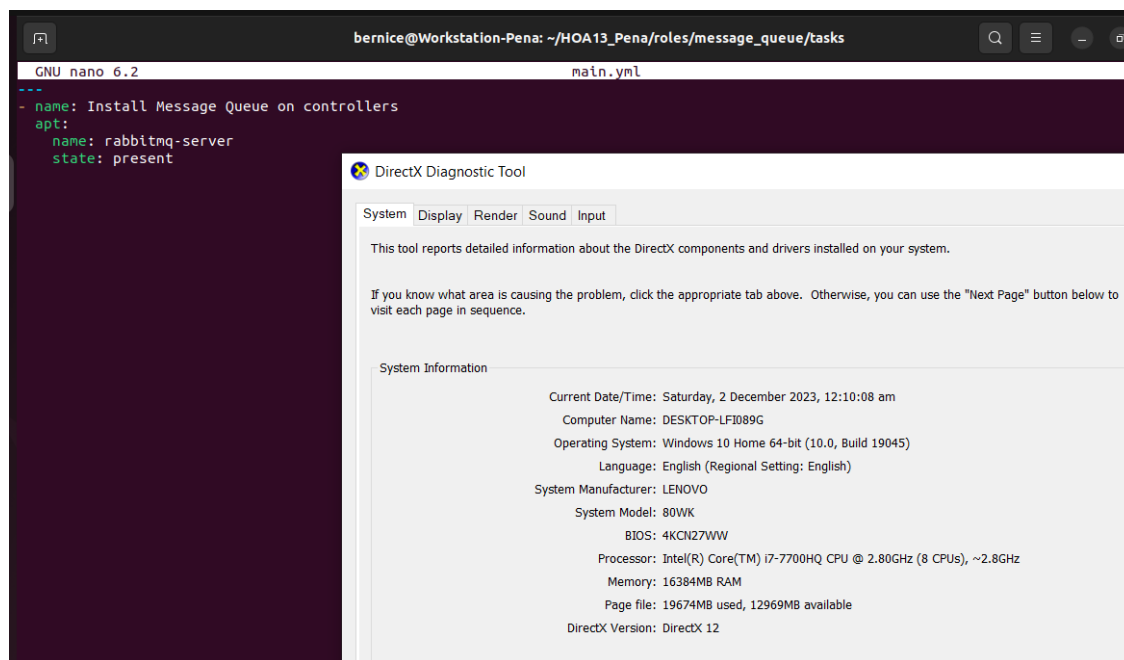 bernice@Workstation-Pena: ~/HOA13_Pena/roles/message_queue/tasks
GNU nano 6.2 main.yml
---
- name: Install Message Queue on controllers
apt:
name: rabbitmq-server
state: present
DirectX Diagnostic Tool
System Display Render Sound Input
This tool reports detailed information about the DirectX components and drivers installed on your system.
If you know what area is causing the problem, click the appropriate tab above.  Otherwise, you can use the "Next Page" button below to
visit each page in sequence.
System Information
Current Date/Time: Saturday, 2 December 2023, 12:10:08 am
Computer Name: DESKTOP-LFI089G
Operating System: Windows 10 Home 64-bit (10.0, Build 19045)
Language: English (Regional Setting: English)
System Manufacturer: LENOVO
System Model: 80WK
BIOS: 4KCN27WW
Processor: Intel(R) Core(TM) i7-7700HQ CPU @ 2.80GHz (8 CPUs), ~2.8GHz
Memory: 16384MB RAM
Page file: 19674MB used, 12969MB available
DirectX Version: DirectX 12